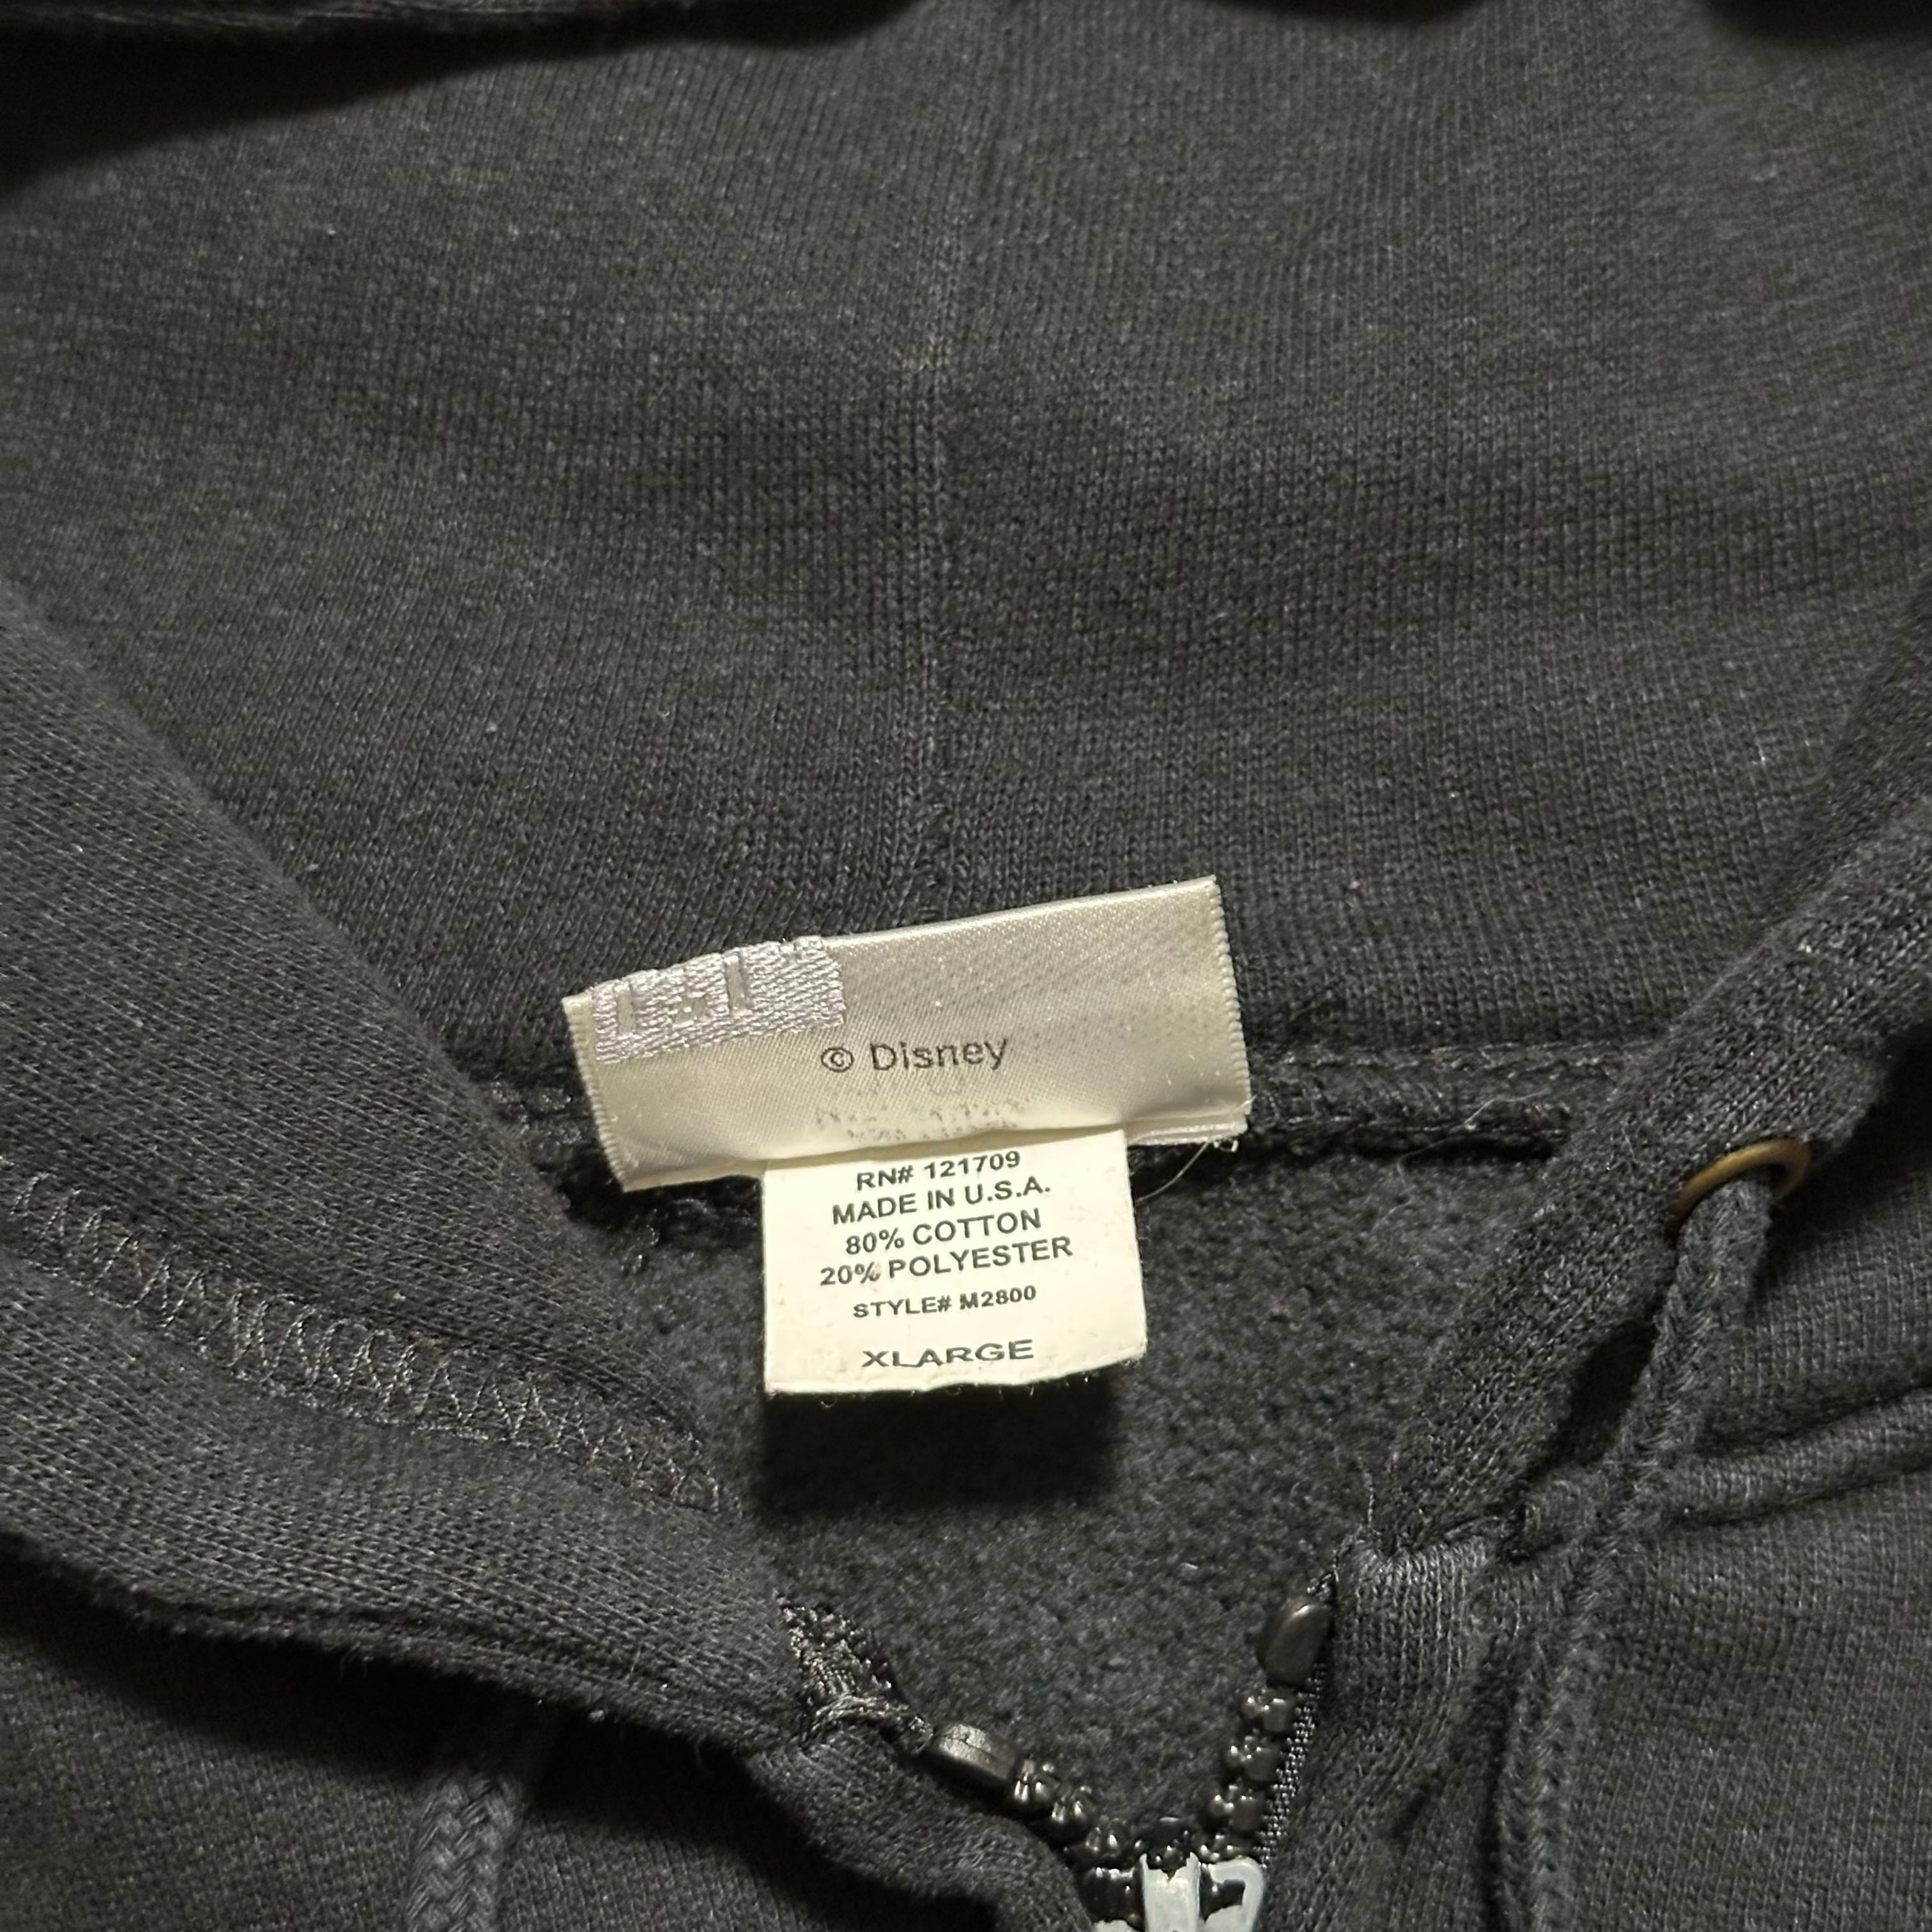 © Disney
RN# 121709
MADE IN U.S.A.
80% COTTON
20% POLYESTER
STYLE# M2800
XLARGE